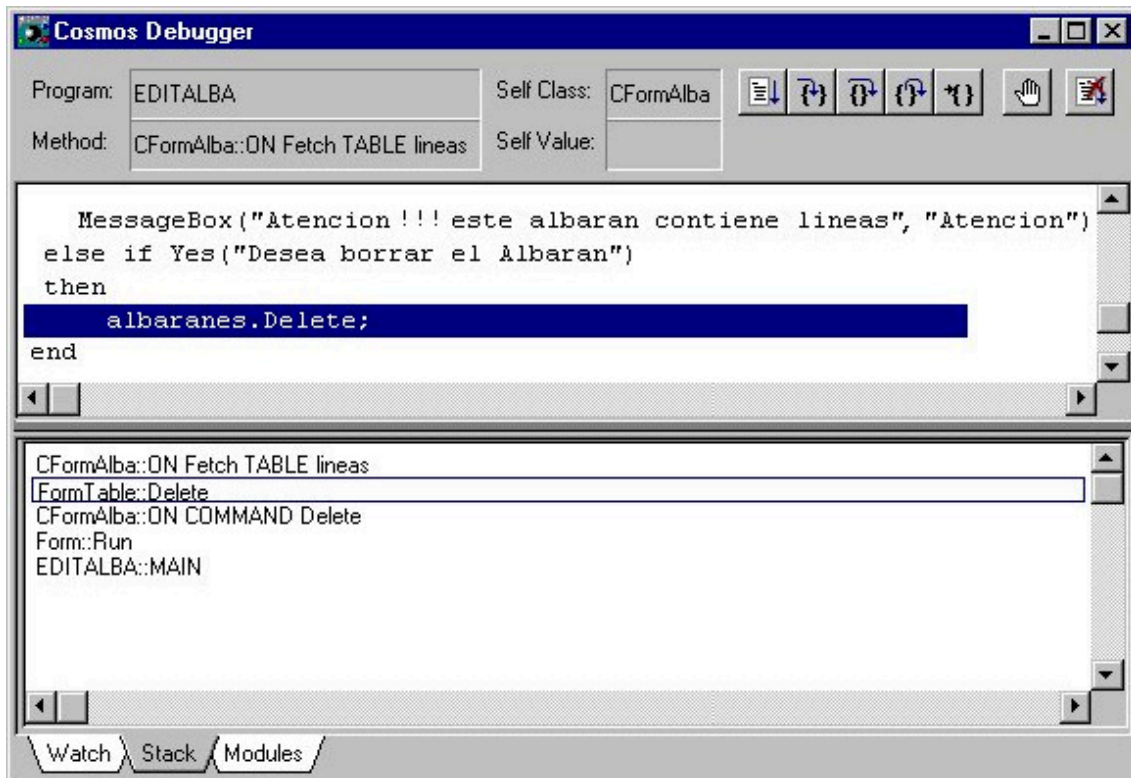 Cosmos Debugger
Program: EDITALBA Self Class: CFormAlba
Method: CFormAlba::ON Fetch TABLE lineas Self Value:
MessageBox("Atencion !!! este albaran contiene lineas", "Atencion")
else if Yes("Desea borrar el Albaran")
then
albaranes.Delete;
end
CFormAlba::ON Fetch TABLE lineas
FormTable::Delete
CFormAlba::ON COMMAND Delete
Form::Run
EDITALBA::MAIN
Watch Stack Modules